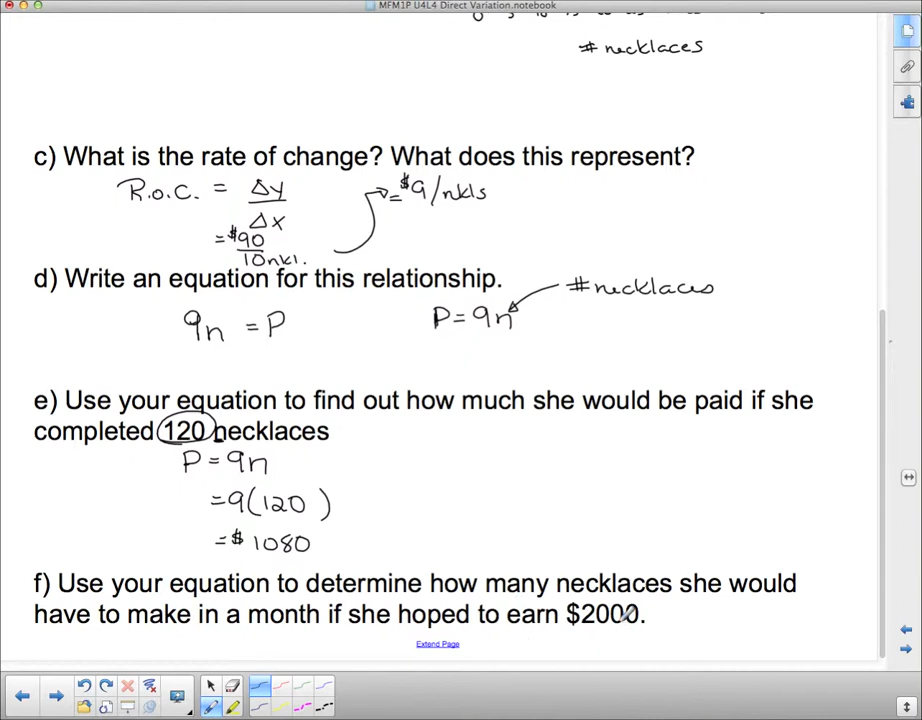 MFM1P U4L4 Direct Variation.notebook
# necklaces
c) What is the rate of change? What does this represent?
R.o.C. = Δy
Δx
= $9/nkls
= $90
10nkl.
d) Write an equation for this relationship.
#necklaces
9n = P
P = 9n
e) Use your equation to find out how much she would be paid if she
completed 120 necklaces
P = 9n
= 9(120 )
= $ 1080
f) Use your equation to determine how many necklaces she would
have to make in a month if she hoped to earn $2000.
Extend Page